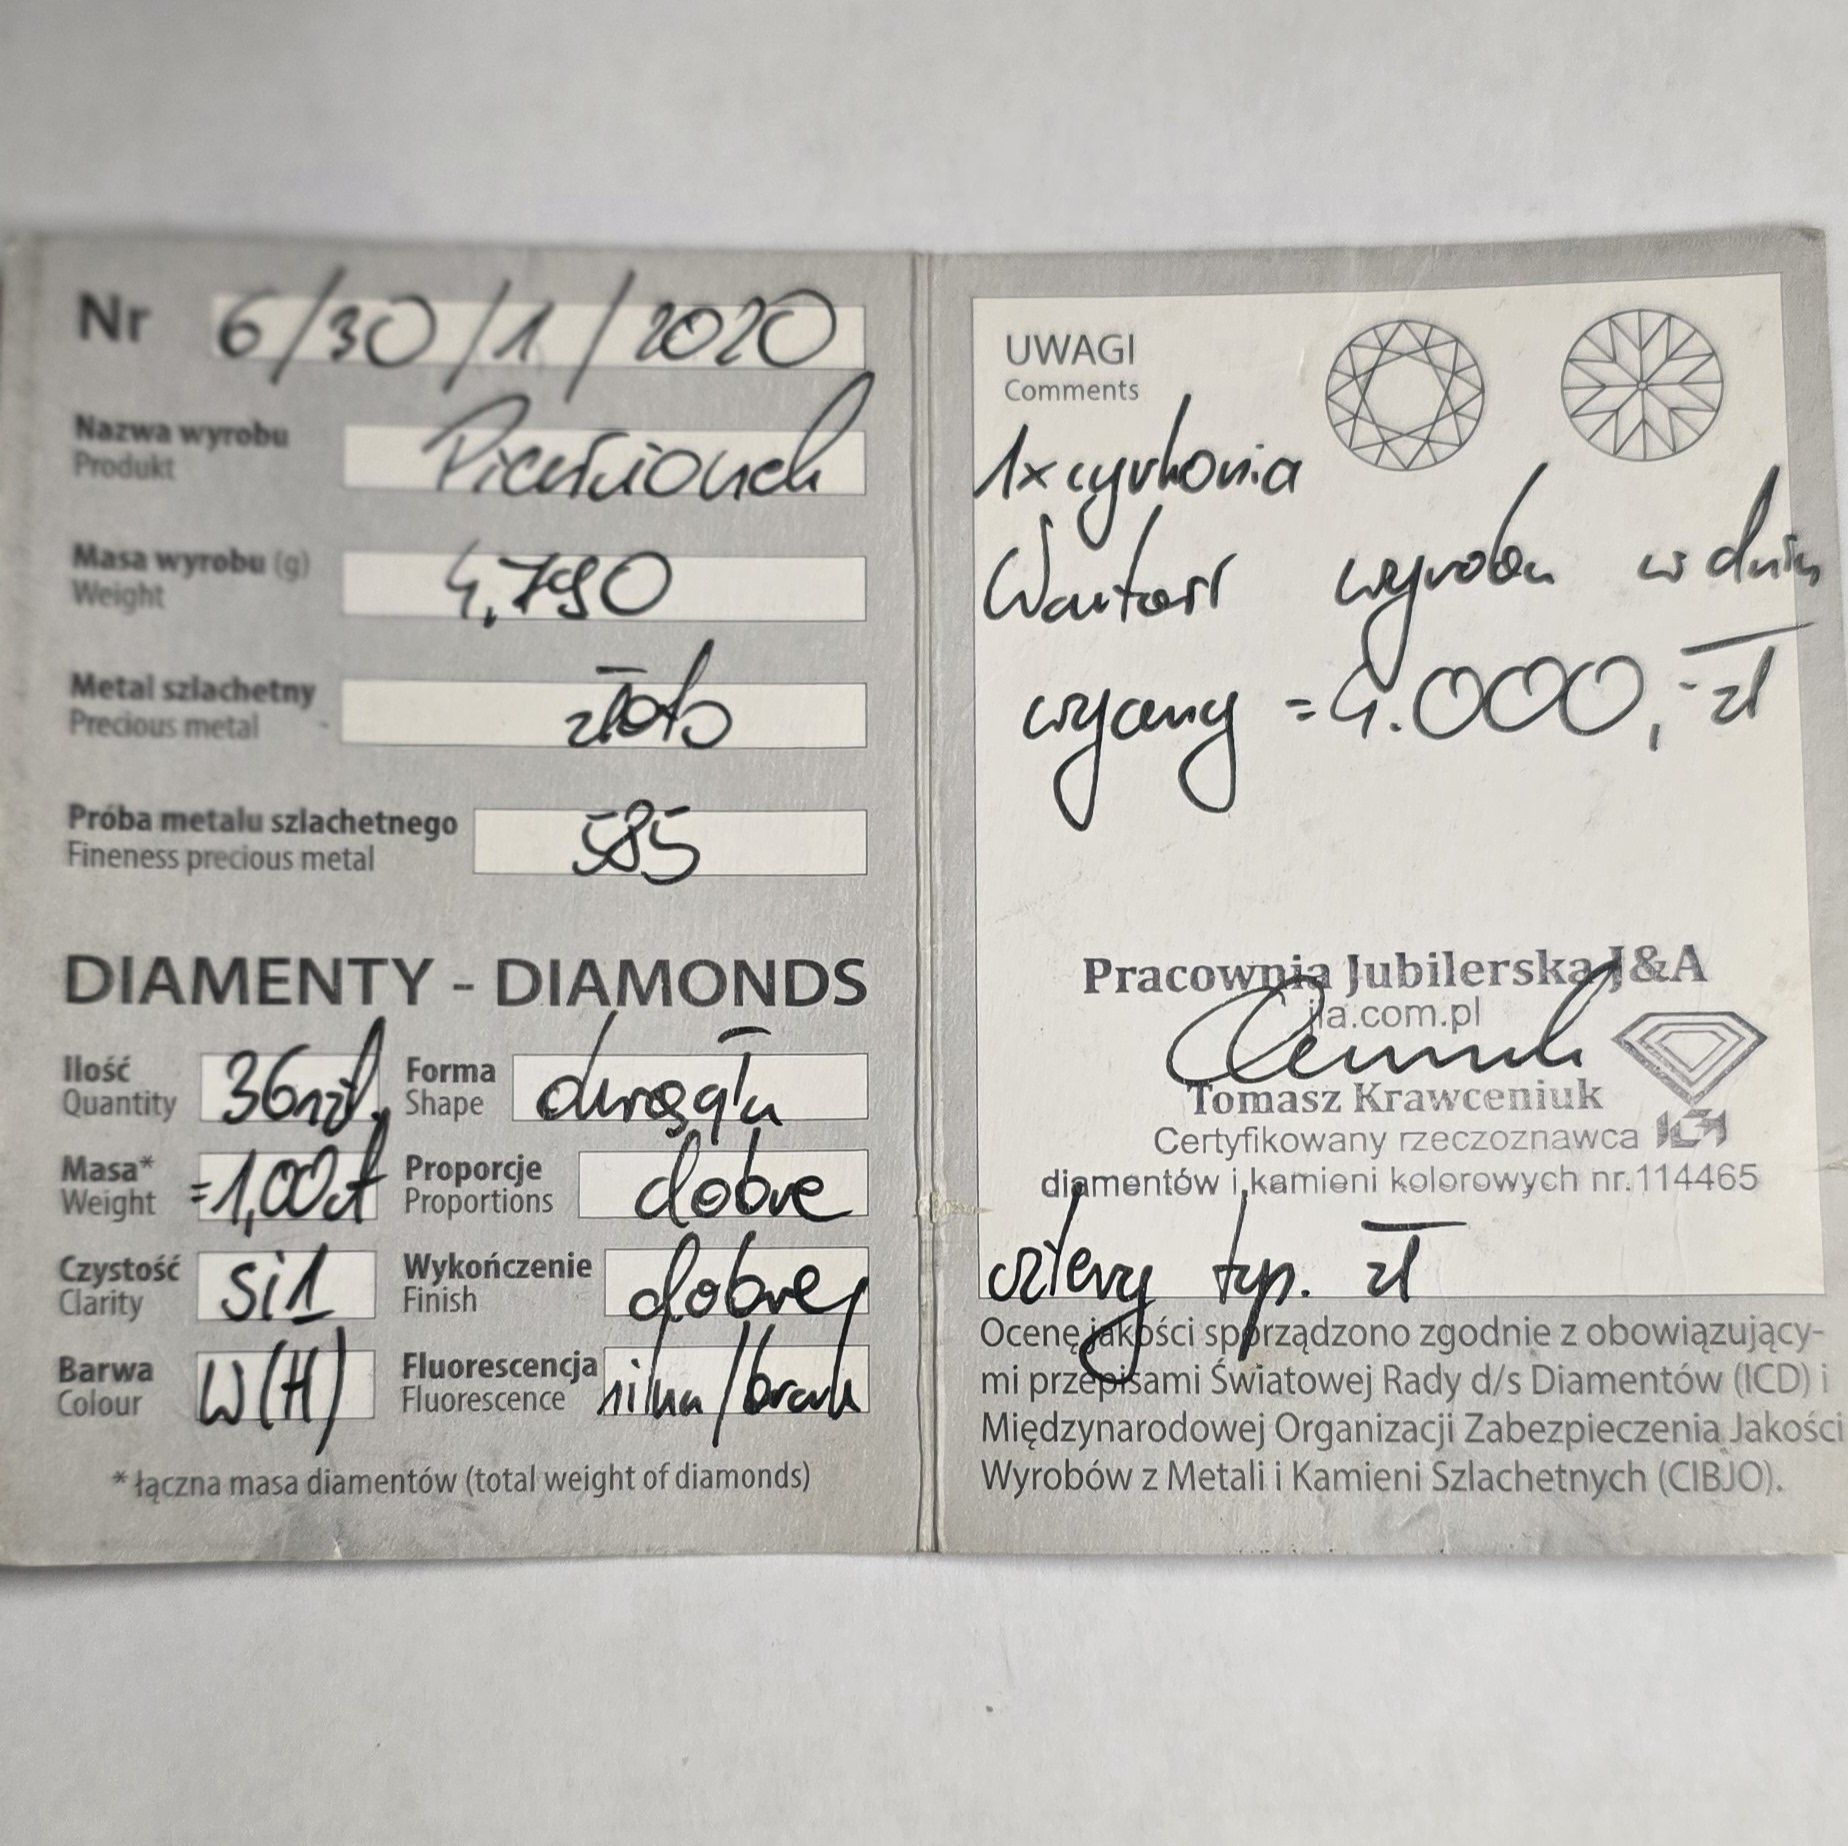 Nr 6/30/1/2020
Nazwa wyrobu Pierścionek
Produkt
Masa wyrobu (g) 4,790
Weight
Metal szlachetny złoto
Precious metal
Próba metalu szlachetnego 585
Fineness precious metal
DIAMENTY - DIAMONDS
Ilość 36szt. Forma okrągła
Quantity Shape
Masa* =1,00ct Proporcje dobre
Weight Proportions
Czystość Si1 Wykończenie dobre
Clarity Finish
Barwa W(H) Fluorescencja silna/brak
Colour Fluorescence
* łączna masa diamentów (total weight of diamonds)
UWAGI
Comments
1x cyrkonia
Wartość wyrobu w dniu
wyceny =4.000,- zł
Pracownia Jubilerska J&A
jla.com.pl
Tomasz Krawceniuk
Certyfikowany rzeczoznawca
diamentów i kamieni kolorowych nr.114465
cztery tys. zł
Ocenę jakości sporządzono zgodnie z obowiązujący-
mi przepisami Światowej Rady d/s Diamentów (ICD) i
Międzynarodowej Organizacji Zabezpieczenia Jakości
Wyrobów z Metali i Kamieni Szlachetnych (CIBJO).